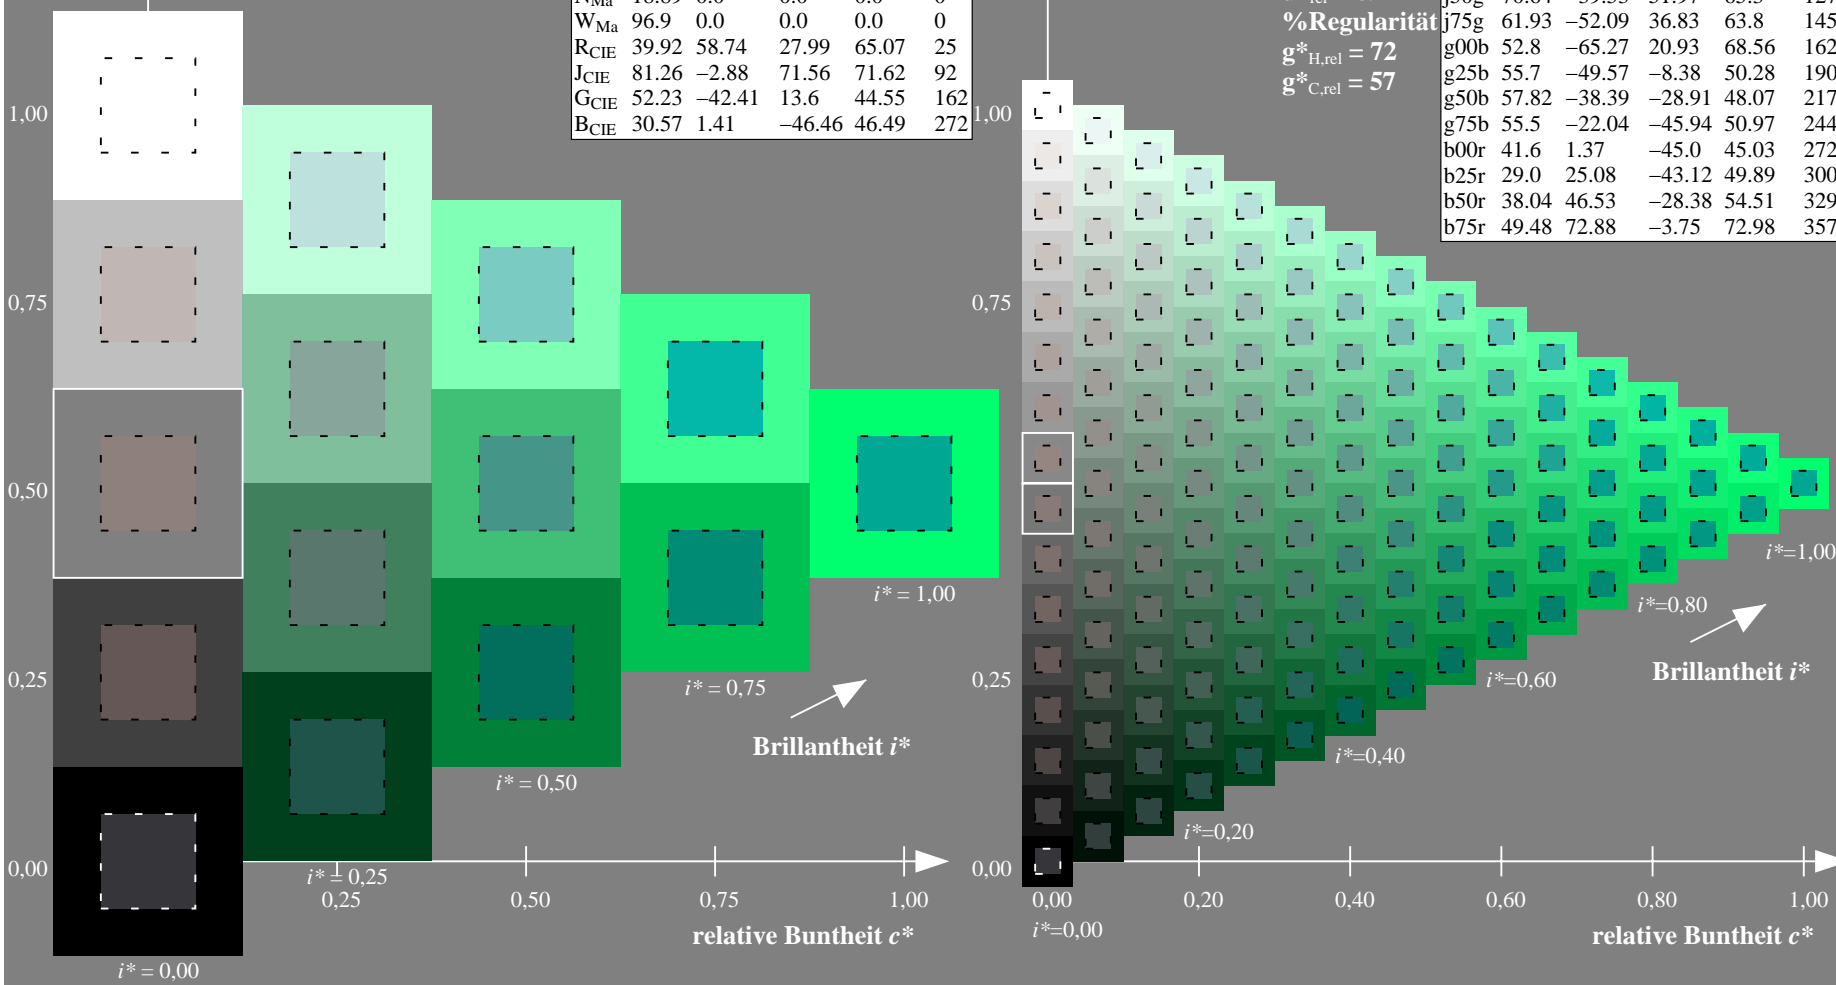 W_Ma 96.9 0.0 0.0 0.0 0
R_CIE 39.92 58.74 27.99 65.07 25
J_CIE 81.26 −2.88 71.56 71.62 92
G_CIE 52.23 −42.41 13.6 44.55 162
B_CIE 30.57 1.41 −46.46 46.49 272
1,00
0,75
0,50
0,25
0,00
i* = 1,00
i* = 0,75
i* = 0,50
i* = 0,25
i* = 0,00
Brillantheit i*
0,25 0,50 0,75 1,00
relative Buntheit c*
%Regularität
g*_H,rel = 72
g*_C,rel = 57
j75g 61.93 −52.09 36.83 63.8 145
g00b 52.8 −65.27 20.93 68.56 162
g25b 55.7 −49.57 −8.38 50.28 190
g50b 57.82 −38.39 −28.91 48.07 217
g75b 55.5 −22.04 −45.94 50.97 244
b00r 41.6 1.37 −45.0 45.03 272
b25r 29.0 25.08 −43.12 49.89 300
b50r 38.04 46.53 −28.38 54.51 329
b75r 49.48 72.88 −3.75 72.98 357
1,00
0,75
0,25
0,00
i*=1,00
i*=0,80
Brillantheit i*
i*=0,60
i*=0,40
i*=0,20
0,00 0,20 0,40 0,60 0,80 1,00
i*=0,00
relative Buntheit c*